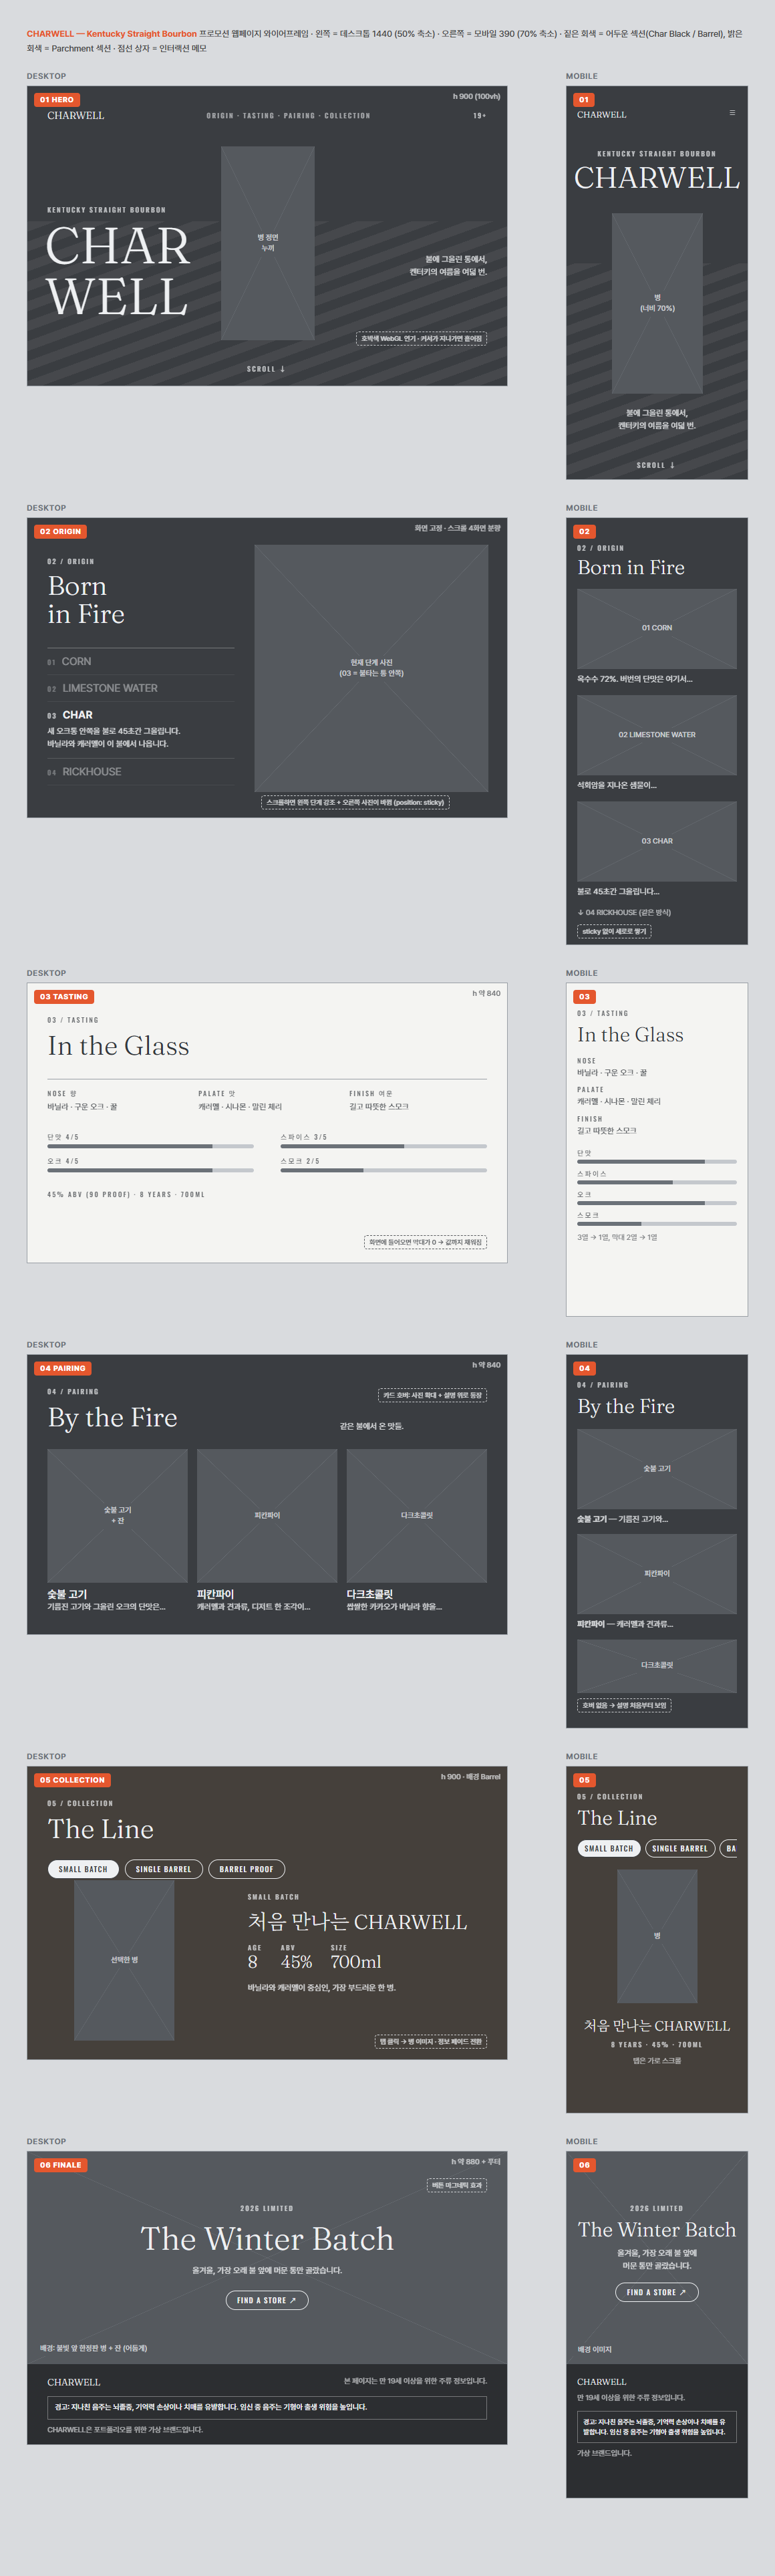 CHARWELL — Kentucky Straight Bourbon 프로모션 웹페이지 와이어프레임 · 왼쪽 = 데스크톱 1440 (50% 축소) · 오른쪽 = 모바일 390 (70% 축소) · 짙은 회색 = 어두운 섹션(Char Black / Barrel), 밝은
회색 = Parchment 섹션 · 점선 상자 = 인터랙션 메모
DESKTOP
01 HERO
h 900 (100vh)
CHARWELL
ORIGIN · TASTING · PAIRING · COLLECTION
19+
KENTUCKY STRAIGHT BOURBON
CHAR
WELL
병 정면
누끼
불에 그을린 통에서,
켄터키의 여름을 여덟 번.
호박색 WebGL 연기 · 커서가 지나가면 흩어짐
SCROLL ↓
MOBILE
01
CHARWELL
☰
KENTUCKY STRAIGHT BOURBON
CHARWELL
병
(너비 70%)
불에 그을린 통에서,
켄터키의 여름을 여덟 번.
SCROLL ↓
DESKTOP
02 ORIGIN
화면 고정 · 스크롤 4화면 분량
02 / ORIGIN
Born
in Fire
01 CORN
02 LIMESTONE WATER
03 CHAR
새 오크통 안쪽을 불로 45초간 그을립니다.
바닐라와 캐러멜이 이 불에서 나옵니다.
04 RICKHOUSE
현재 단계 사진
(03 = 불타는 통 안쪽)
스크롤하면 왼쪽 단계 강조 + 오른쪽 사진이 바뀜 (position: sticky)
MOBILE
02
02 / ORIGIN
Born in Fire
01 CORN
옥수수 72%. 버번의 단맛은 여기서...
02 LIMESTONE WATER
석회암을 지나온 샘물이...
03 CHAR
불로 45초간 그을립니다...
↓ 04 RICKHOUSE (같은 방식)
sticky 없이 세로로 쌓기
DESKTOP
03 TASTING
h 약 840
03 / TASTING
In the Glass
NOSE 향
바닐라 · 구운 오크 · 꿀
PALATE 맛
캐러멜 · 시나몬 · 말린 체리
FINISH 여운
길고 따뜻한 스모크
단맛 4/5
스파이스 3/5
오크 4/5
스모크 2/5
45% ABV (90 PROOF) · 8 YEARS · 700ML
화면에 들어오면 막대가 0 → 값까지 채워짐
MOBILE
03
03 / TASTING
In the Glass
NOSE
바닐라 · 구운 오크 · 꿀
PALATE
캐러멜 · 시나몬 · 말린 체리
FINISH
길고 따뜻한 스모크
단맛
스파이스
오크
스모크
3열 → 1열, 막대 2열 → 1열
DESKTOP
04 PAIRING
h 약 840
04 / PAIRING
카드 호버: 사진 확대 + 설명 위로 등장
By the Fire
같은 불에서 온 맛들.
숯불 고기
+ 잔
피칸파이
다크초콜릿
숯불 고기
기름진 고기와 그을린 오크의 단맛은...
피칸파이
캐러멜과 견과류, 디저트 한 조각이...
다크초콜릿
쌉쌀한 카카오가 바닐라 향을...
MOBILE
04
04 / PAIRING
By the Fire
숯불 고기
숯불 고기 — 기름진 고기와...
피칸파이
피칸파이 — 캐러멜과 견과류...
다크초콜릿
호버 없음 → 설명 처음부터 보임
DESKTOP
05 COLLECTION
h 900 · 배경 Barrel
05 / COLLECTION
The Line
SMALL BATCH
SINGLE BARREL
BARREL PROOF
선택한 병
SMALL BATCH
처음 만나는 CHARWELL
AGE
8
ABV
45%
SIZE
700ml
바닐라와 캐러멜이 중심인, 가장 부드러운 한 병.
탭 클릭 → 병 이미지 · 정보 페이드 전환
MOBILE
05
05 / COLLECTION
The Line
SMALL BATCH
SINGLE BARREL
BA
병
처음 만나는 CHARWELL
8 YEARS · 45% · 700ML
탭은 가로 스크롤
DESKTOP
06 FINALE
h 약 880 + 푸터
버튼 마그네틱 효과
2026 LIMITED
The Winter Batch
올겨울, 가장 오래 불 앞에 머문 통만 골랐습니다.
FIND A STORE ↗
배경: 불빛 앞 한정판 병 + 잔 (어둡게)
CHARWELL
본 페이지는 만 19세 이상을 위한 주류 정보입니다.
경고: 지나친 음주는 뇌졸중, 기억력 손상이나 치매를 유발합니다. 임신 중 음주는 기형아 출생 위험을 높입니다.
CHARWELL은 포트폴리오를 위한 가상 브랜드입니다.
MOBILE
06
2026 LIMITED
The Winter Batch
올겨울, 가장 오래 불 앞에
머문 통만 골랐습니다.
FIND A STORE ↗
배경 이미지
CHARWELL
만 19세 이상을 위한 주류 정보입니다.
경고: 지나친 음주는 뇌졸중, 기억력 손상이나 치매를 유
발합니다. 임신 중 음주는 기형아 출생 위험을 높입니다.
가상 브랜드입니다.